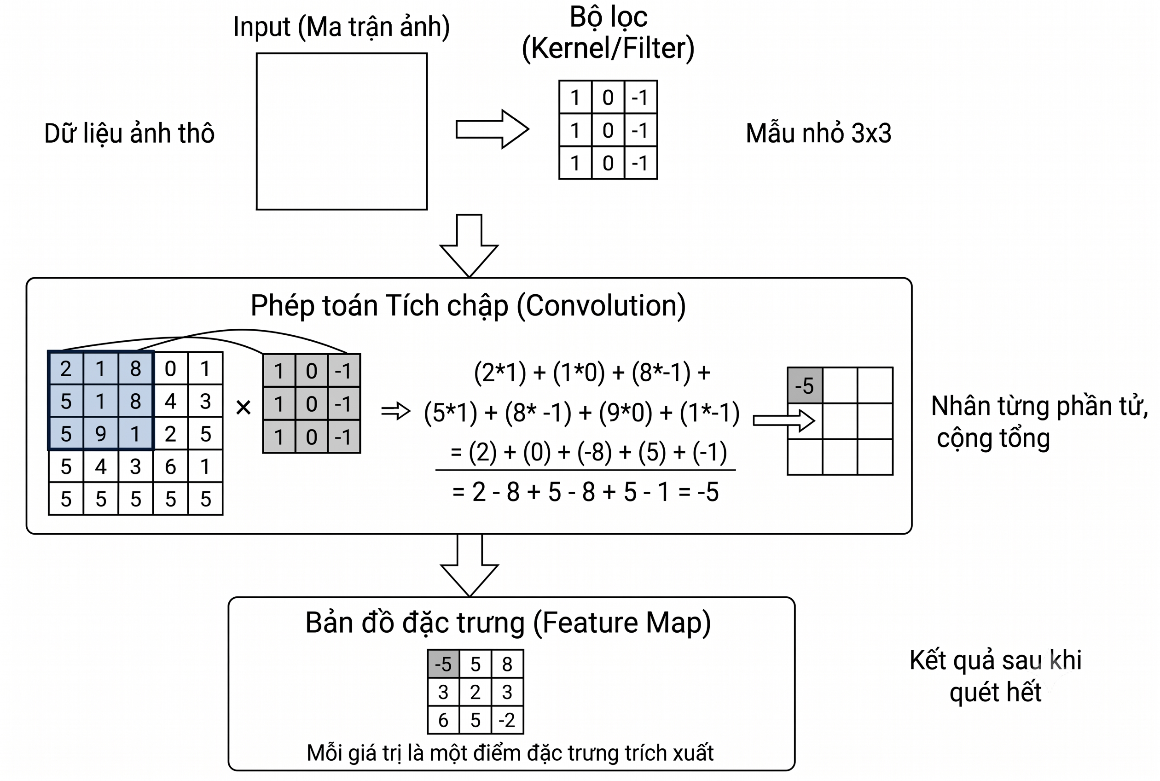 Input (Ma trận ảnh)
Bộ lọc
(Kernel/Filter)
Dữ liệu ảnh thô
1 0 -1
1 0 -1
1 0 -1
Mẫu nhỏ 3x3
Phép toán Tích chập (Convolution)
2 1 8 0 1
5 1 8 4 3
5 9 1 2 5
5 4 3 6 1
5 5 5 5 5
×
1 0 -1
1 0 -1
1 0 -1
(2*1) + (1*0) + (8*-1) +
(5*1) + (8* -1) + (9*0) + (1*-1)
= (2) + (0) + (-8) + (5) + (-1)
= 2 - 8 + 5 - 8 + 5 - 1 = -5
-5
Nhân từng phần tử,
cộng tổng
Bản đồ đặc trưng (Feature Map)
-5 5 8
3 2 3
6 5 -2
Mỗi giá trị là một điểm đặc trưng trích xuất
Kết quả sau khi
quét hết